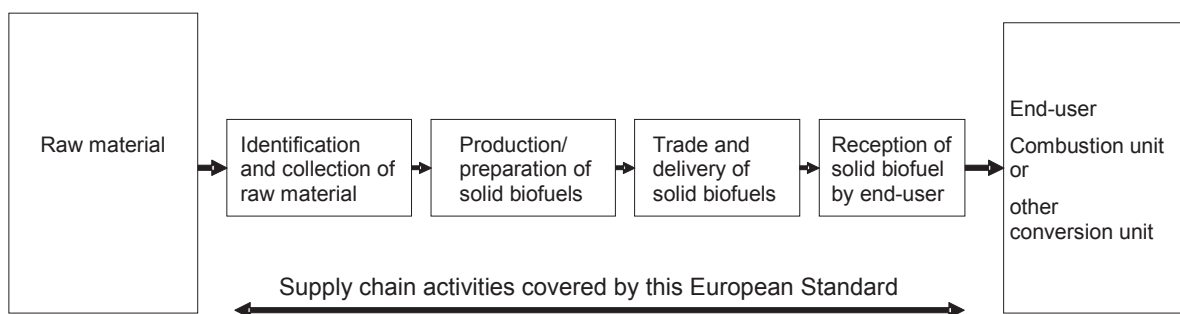 Raw material
Identification
and collection of
raw material
Production/
preparation of
solid biofuels
Trade and
delivery of
solid biofuels
Reception of
solid biofuel
by end-user
End-user
Combustion unit
or
other
conversion unit
Supply chain activities covered by this European Standard